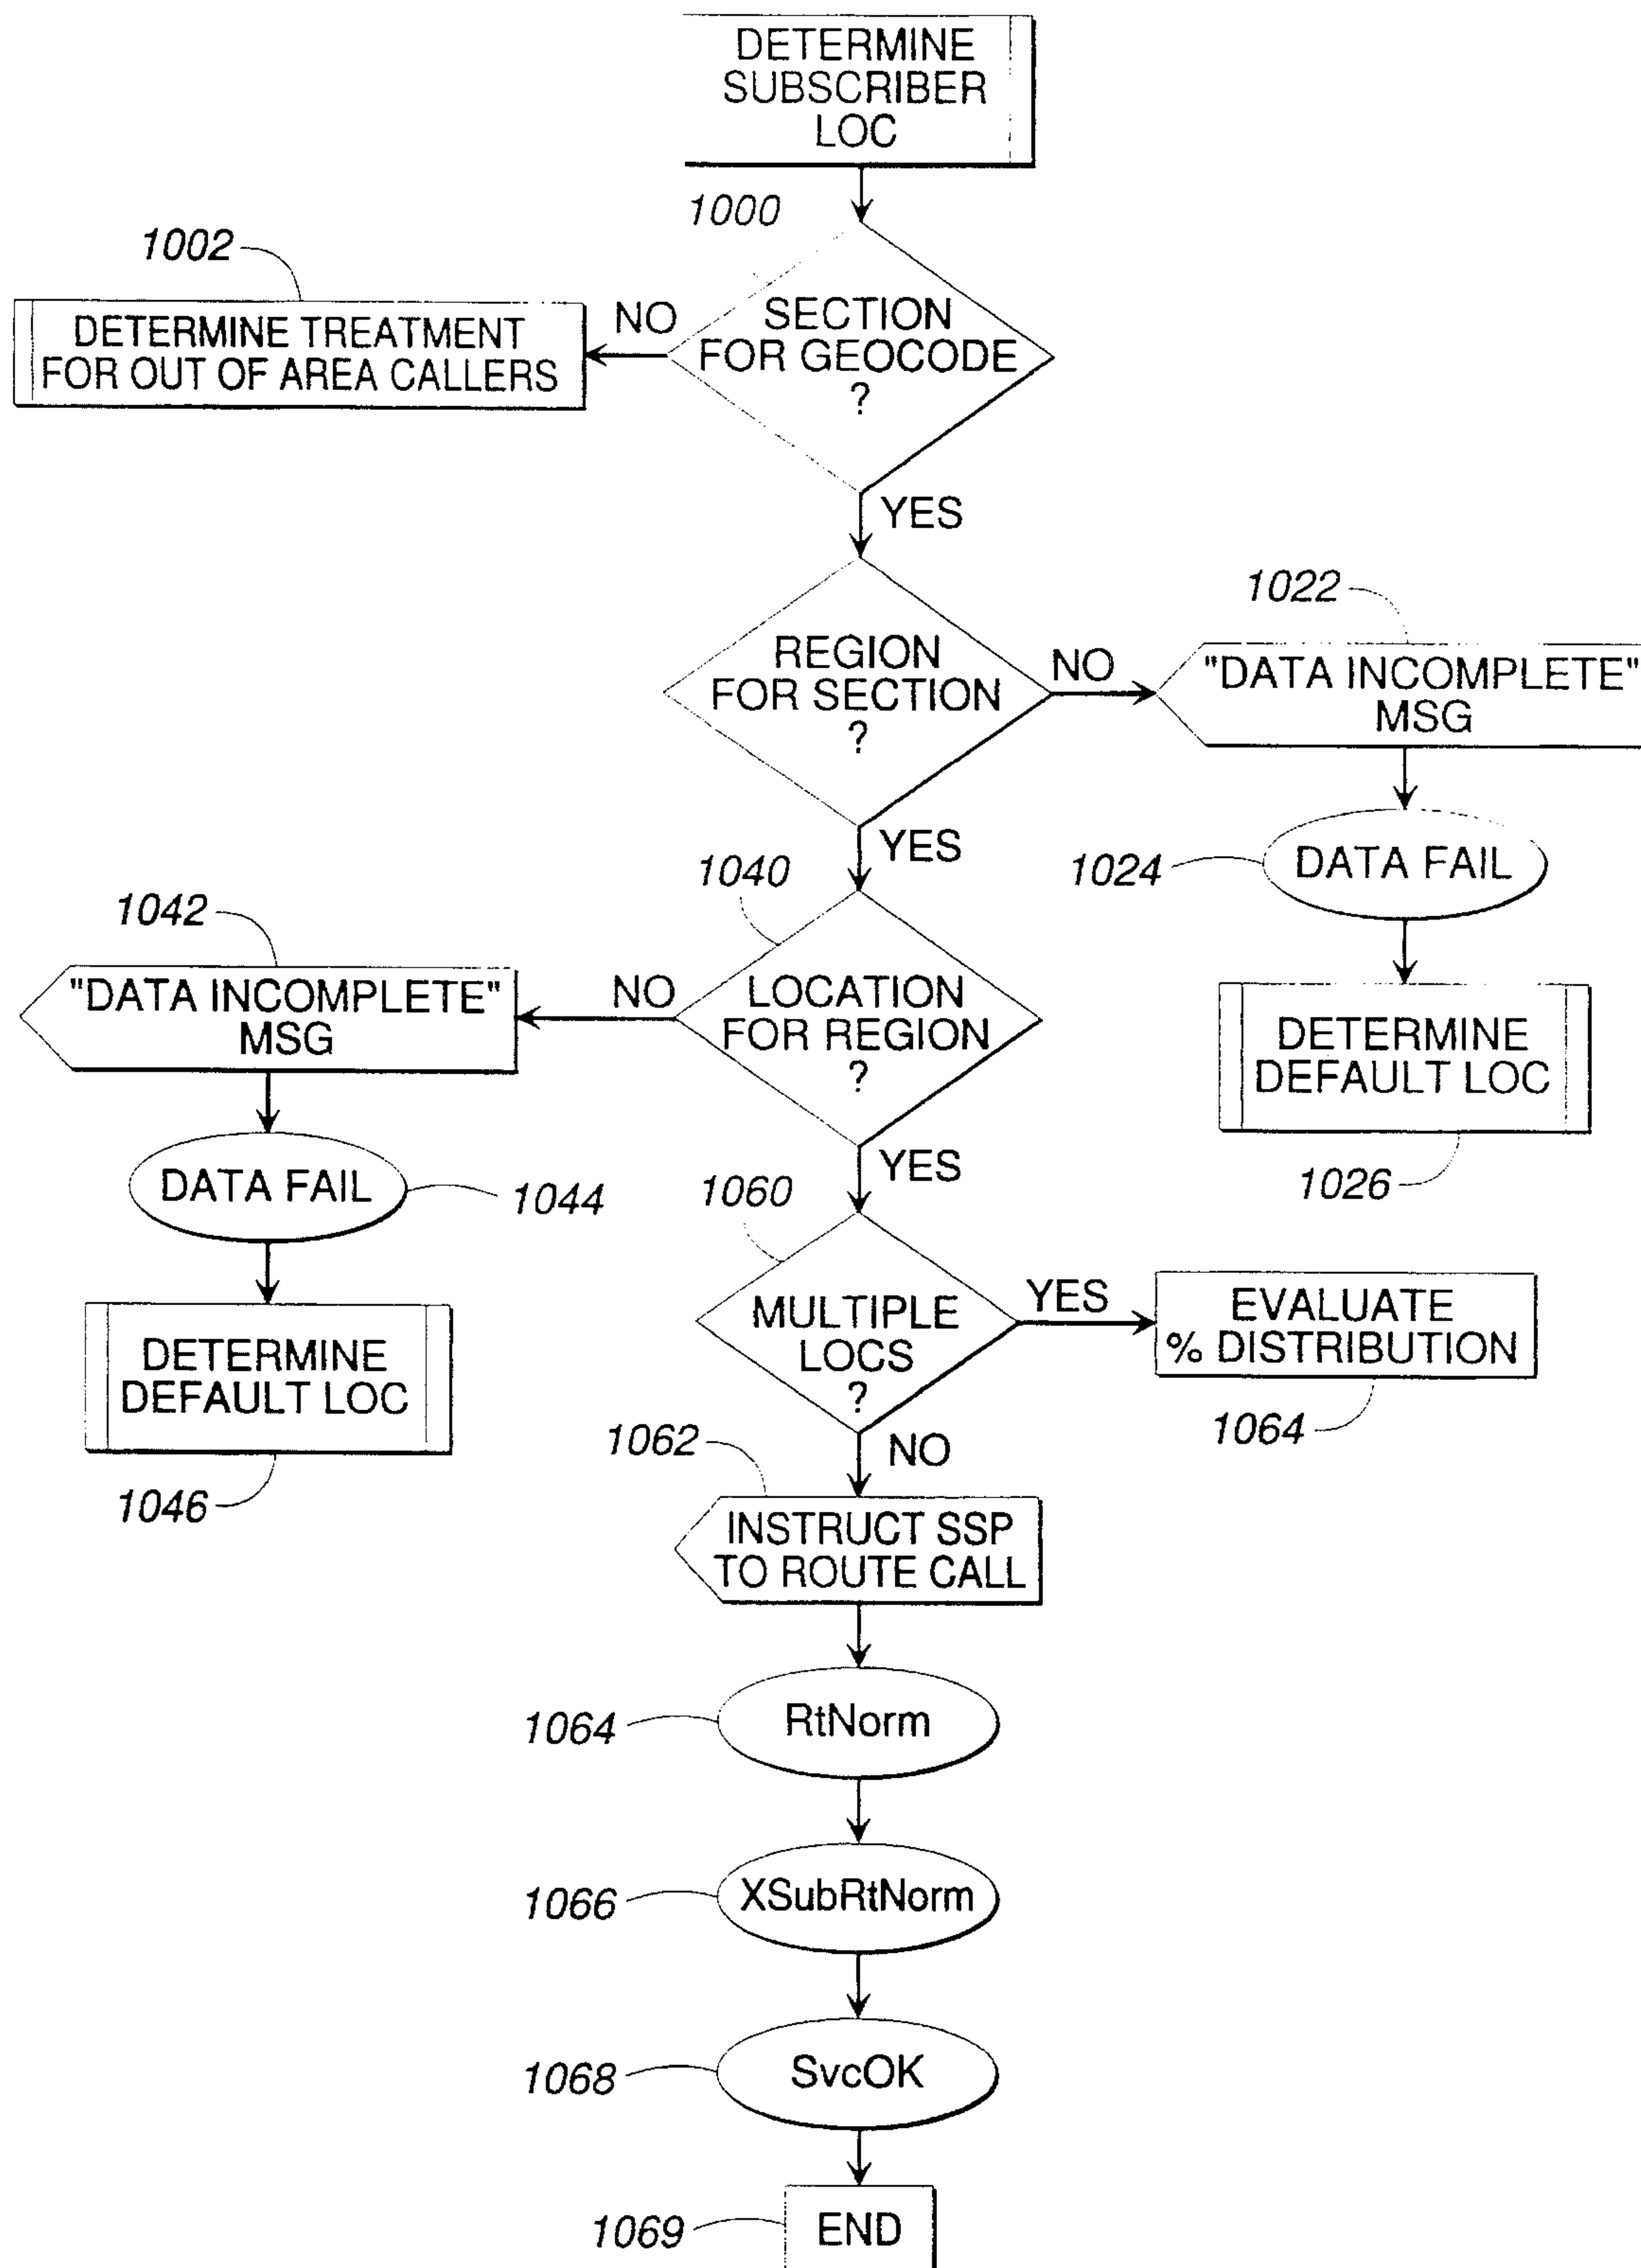 DETERMINE
SUBSCRIBER
LOC
1000
1002
NO
SECTION
FOR GEOCODE
?
DETERMINE TREATMENT
FOR OUT OF AREA CALLERS
YES
1022
REGION
FOR SECTION
?
NO
"DATA INCOMPLETE"
MSG
YES
1024
DATA FAIL
1040
1042
"DATA INCOMPLETE"
MSG
NO
LOCATION
FOR REGION
?
DETERMINE
DEFAULT LOC
1026
YES
DATA FAIL
1044
1060
MULTIPLE
LOCS
?
YES
EVALUATE
% DISTRIBUTION
1064
DETERMINE
DEFAULT LOC
1046
NO
1062
INSTRUCT SSP
TO ROUTE CALL
1064
RtNorm
1066
XSubRtNorm
1068
SvcOK
1069
END